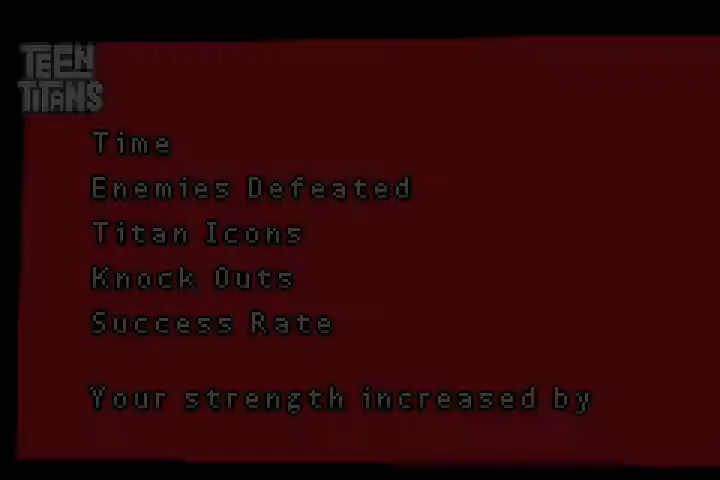 TEEN
TITANS
Time
Enemies Defeated
Titan Icons
Knock Outs
Success Rate
Your strength increased by